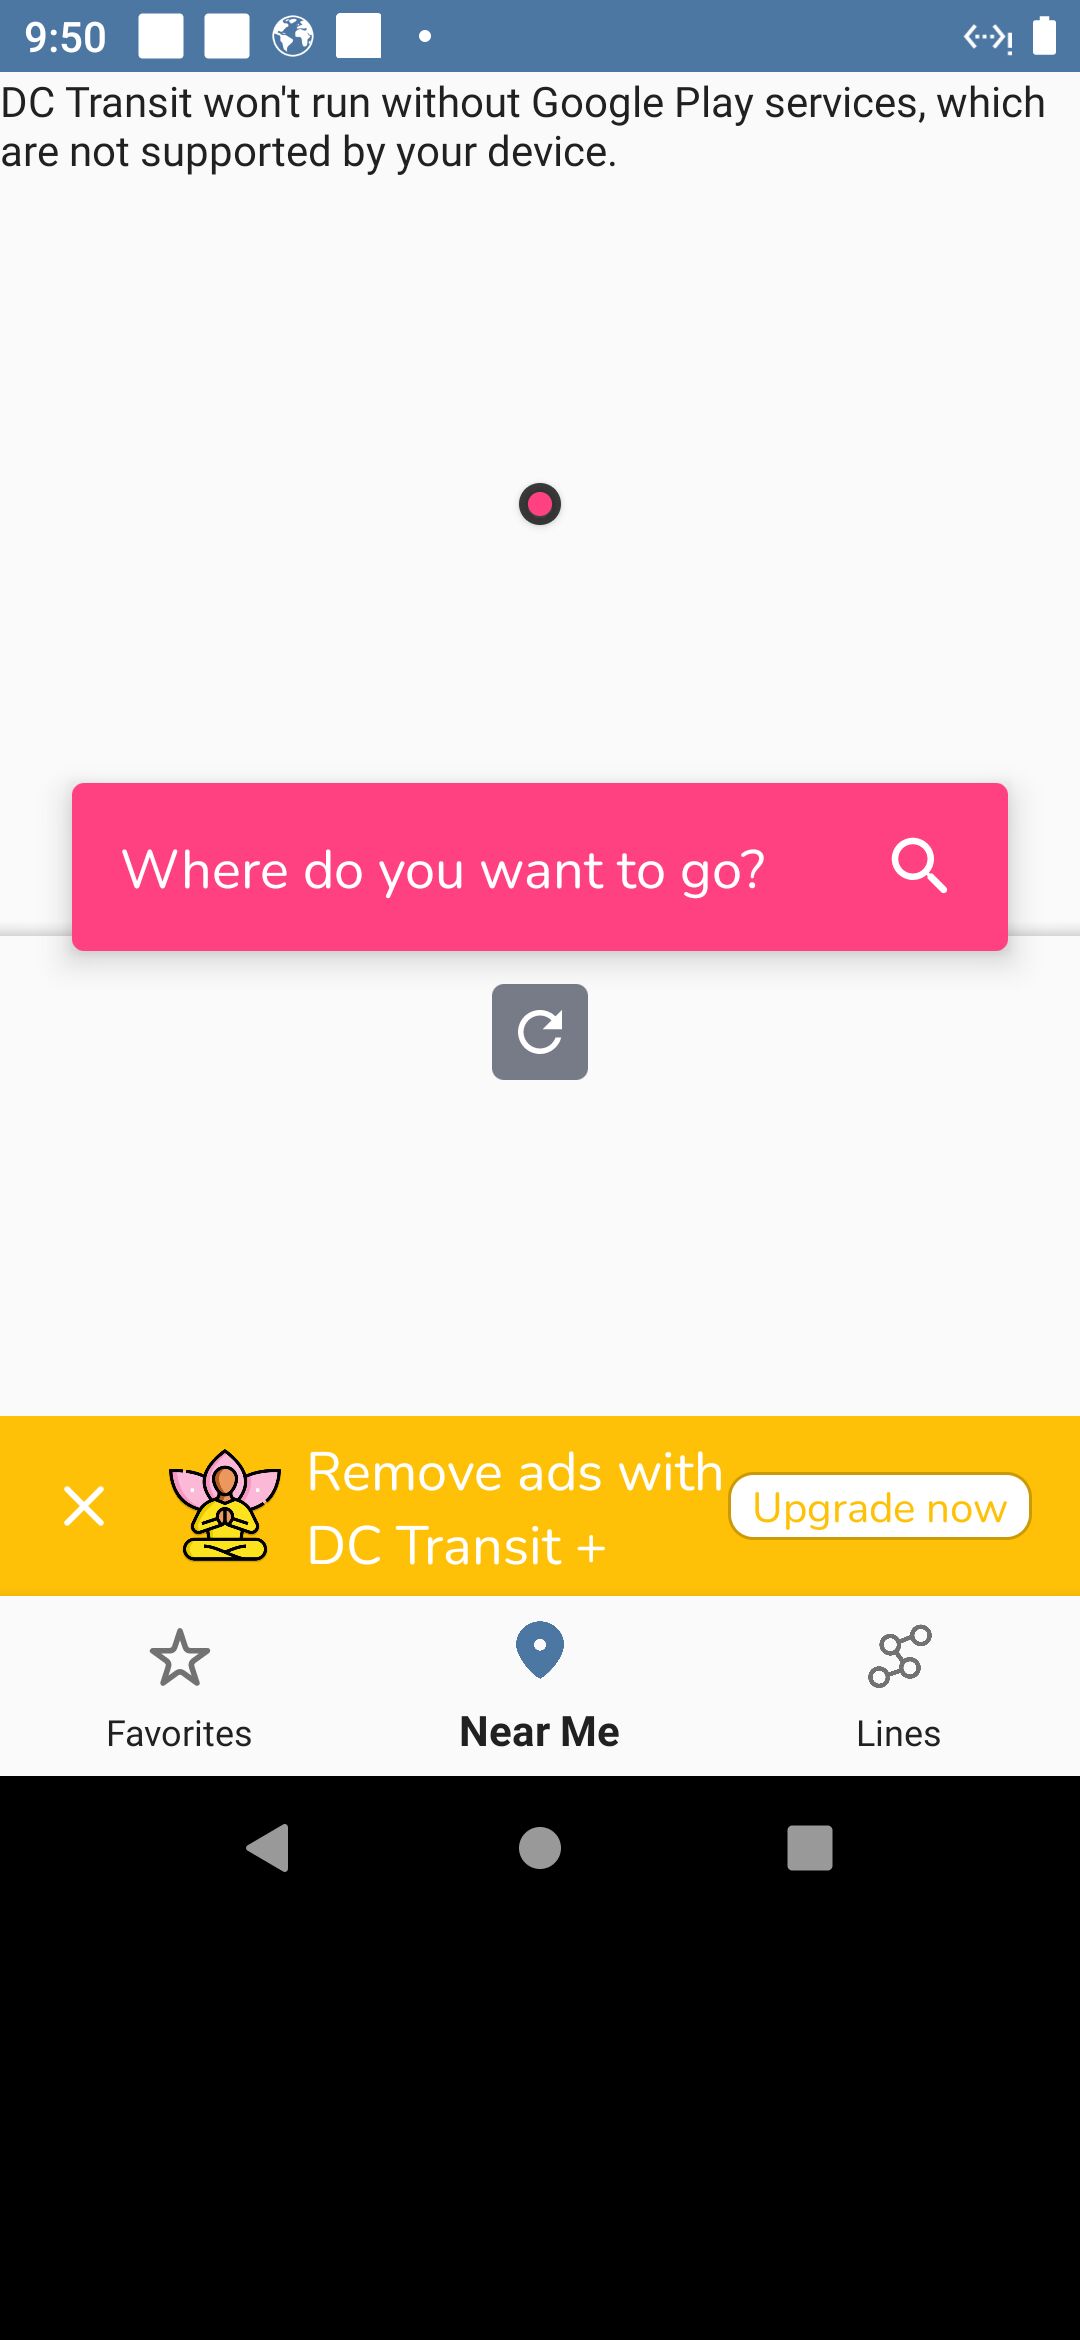 9:50
DC Transit won't run without Google Play services, which
are not supported by your device.
Where do you want to go?
Remove ads with
DC Transit +
Upgrade now
Favorites
Near Me
Lines